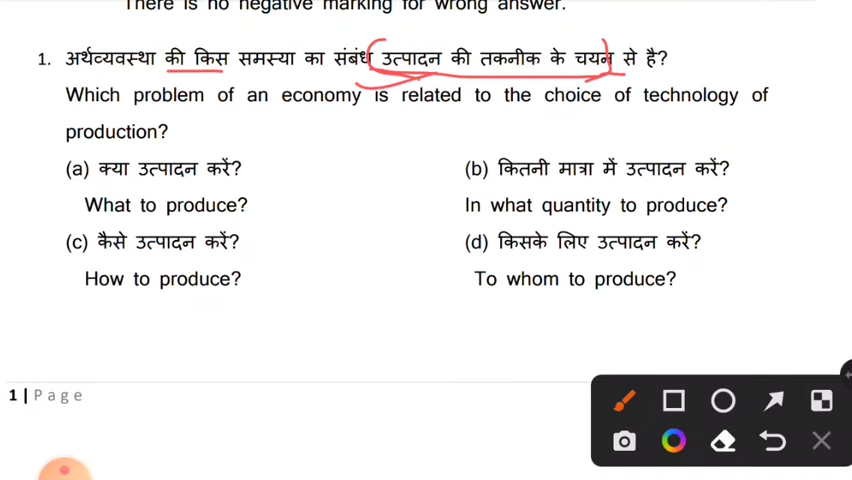 There is no negative marking for wrong answer.
1. अर्थव्यवस्था की किस समस्या का संबंध उत्पादन की तकनीक के चयन से है?
Which problem of an economy is related to the choice of technology of
production?
(a) क्या उत्पादन करें? (b) कितनी मात्रा में उत्पादन करें?
What to produce? In what quantity to produce?
(c) कैसे उत्पादन करें? (d) किसके लिए उत्पादन करें?
How to produce? To whom to produce?
1 | Page